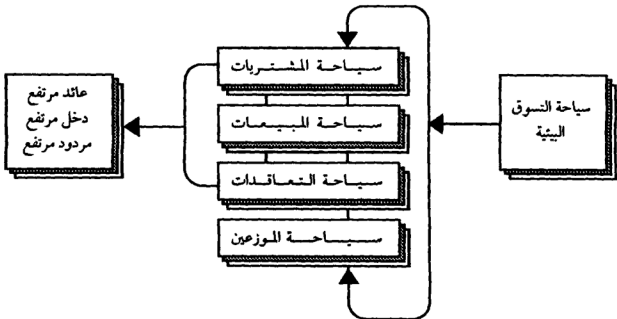 سياحة التسوق
البيئية
سياحة المشتريات
سياحة المبيعات
سياحة التعاقدات
سياحة الموزعين
عائد مرتفع
دخل مرتفع
مردود مرتفع